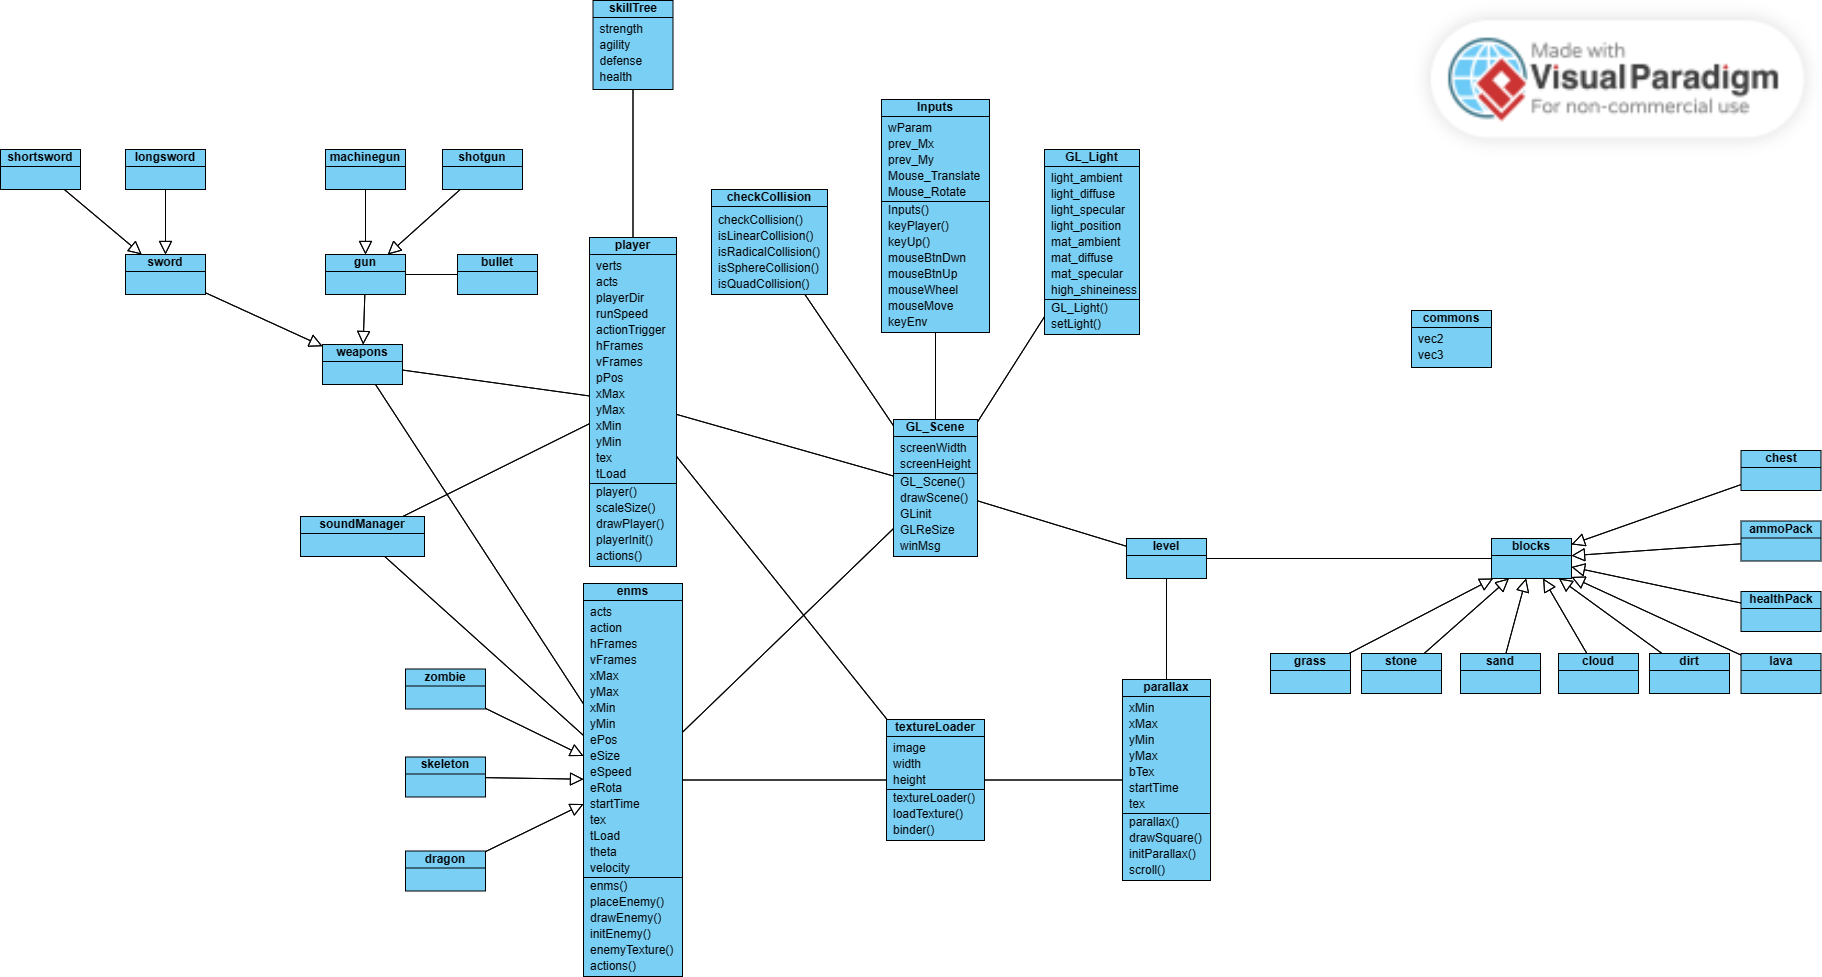 skillTree
strength
agility
defense
health
Made with
Visual Paradigm
For non-commercial use
Inputs
wParam
prev_Mx
prev_My
Mouse_Translate
Mouse_Rotate
Inputs()
keyPlayer()
keyUp()
mouseBtnDwn
mouseBtnUp
mouseWheel
mouseMove
keyEnv
shortsword
longsword
machinegun
shotgun
GL_Light
light_ambient
light_diffuse
light_specular
light_position
mat_ambient
mat_diffuse
mat_specular
high_shineiness
GL_Light()
setLight()
checkCollision
checkCollision()
isLinearCollision()
isRadicalCollision()
isSphereCollision()
isQuadCollision()
player
verts
acts
playerDir
runSpeed
actionTrigger
hFrames
vFrames
pPos
xMax
yMax
xMin
yMin
tex
tLoad
player()
scaleSize()
drawPlayer()
playerInit()
actions()
sword
gun
bullet
commons
vec2
vec3
weapons
GL_Scene
screenWidth
screenHeight
GL_Scene()
drawScene()
GLinit
GLReSize
winMsg
chest
soundManager
ammoPack
level
blocks
enms
acts
action
hFrames
vFrames
xMax
yMax
xMin
yMin
ePos
eSize
eSpeed
eRota
startTime
tex
tLoad
theta
velocity
enms()
placeEnemy()
drawEnemy()
initEnemy()
enemyTexture()
actions()
healthPack
grass
stone
sand
cloud
dirt
lava
zombie
parallax
xMin
xMax
yMin
yMax
bTex
startTime
tex
parallax()
drawSquare()
initParallax()
scroll()
textureLoader
image
width
height
textureLoader()
loadTexture()
binder()
skeleton
dragon